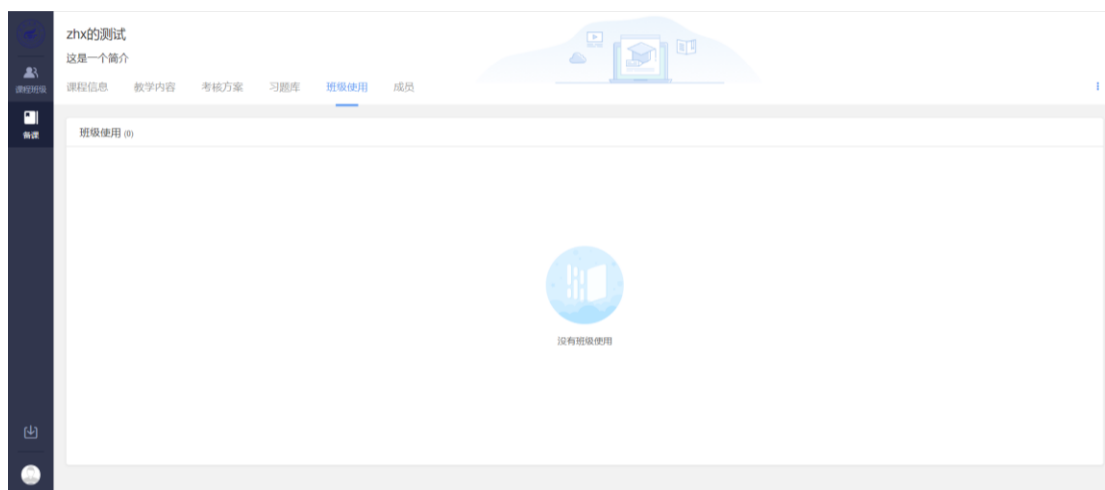 zhx的测试
这是一个简介
课程信息 教学内容 考核方案 习题库 班级使用 成员
课程班级
备课
班级使用 (0)
没有班级使用